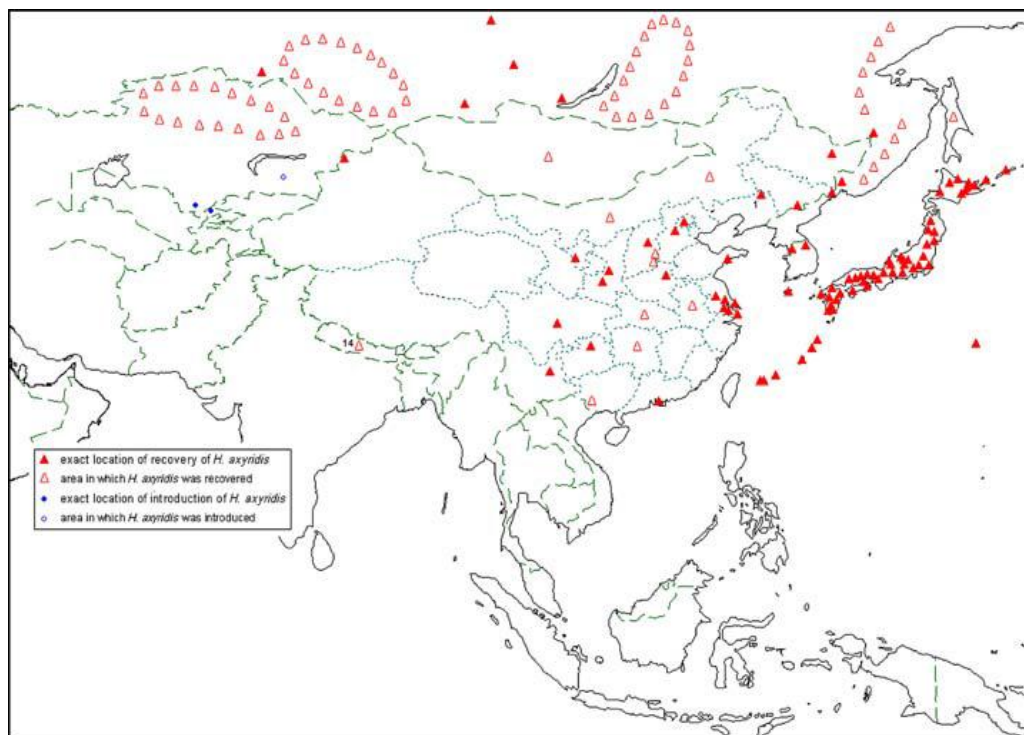 14
exact location of recovery of H. axyridis
area in which H. axyridis was recovered
exact location of introduction of H. axyridis
area in which H. axyridis was introduced